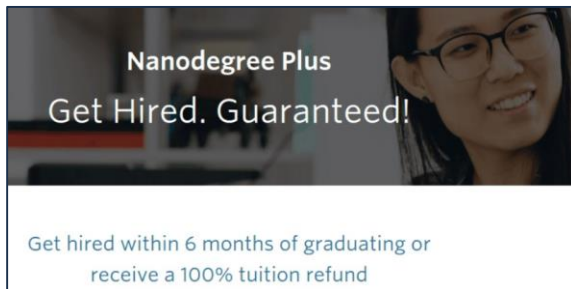 Nanodegree Plus
Get Hired. Guaranteed!
Get hired within 6 months of graduating or
receive a 100% tuition refund